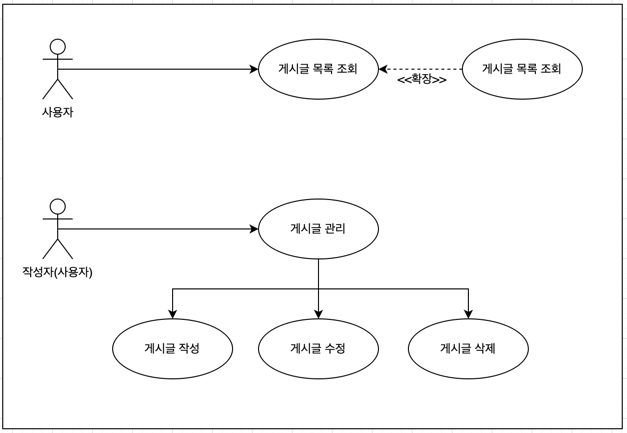 게시글 목록 조회
게시글 목록 조회
<<확장>>
사용자
게시글 관리
작성자(사용자)
게시글 작성
게시글 수정
게시글 삭제